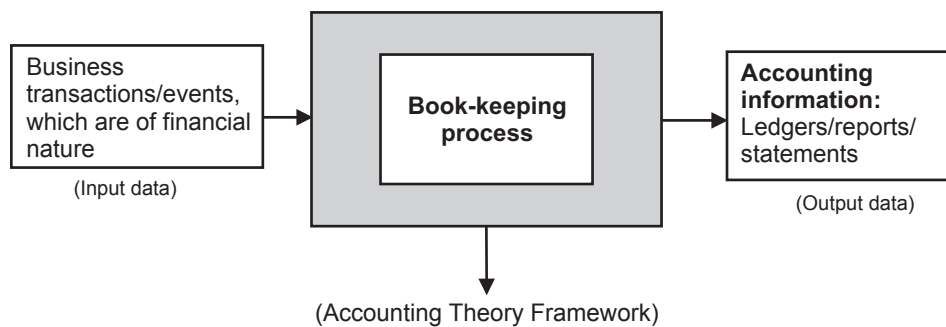 Business
transactions/events,
which are of financial
nature
(Input data)
Book-keeping
process
Accounting
information:
Ledgers/reports/
statements
(Output data)
(Accounting Theory Framework)